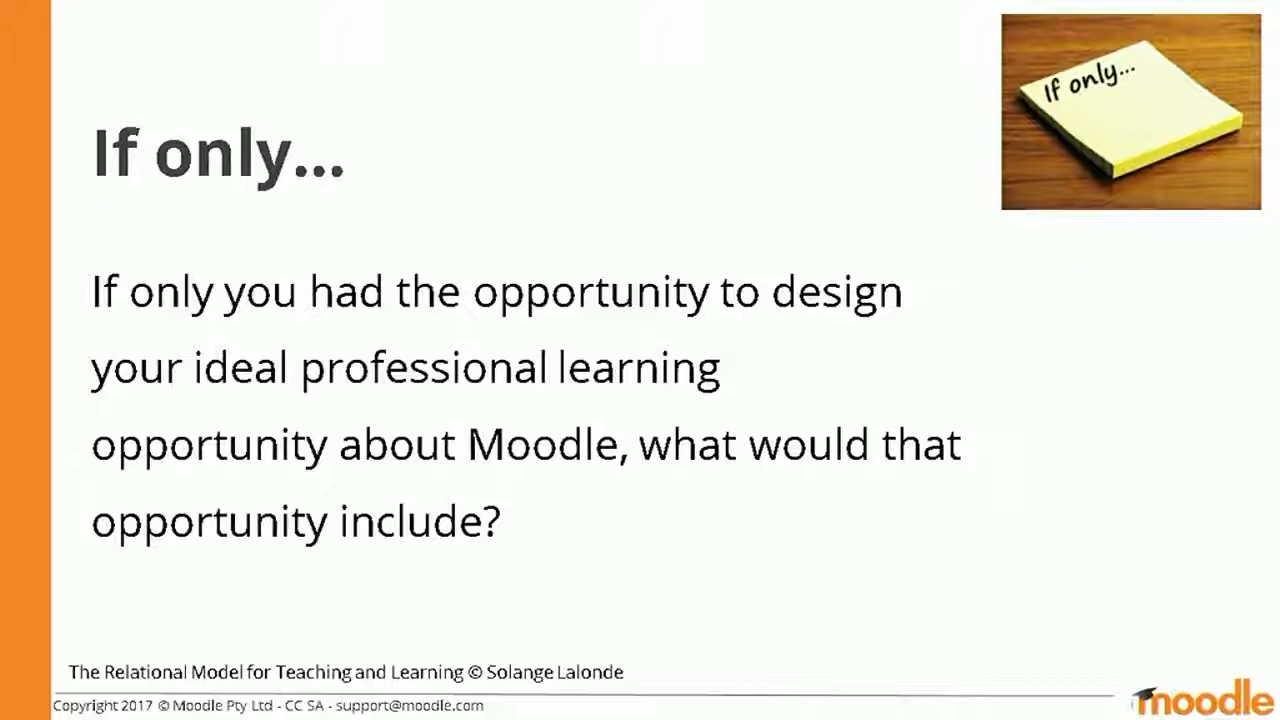 If only...
If only...
If only you had the opportunity to design
your ideal professional learning
opportunity about Moodle, what would that
opportunity include?
The Relational Model for Teaching and Learning © Solange Lalonde
Copyright 2017 © Moodle Pty Ltd - CC SA - support@moodle.com
moodle